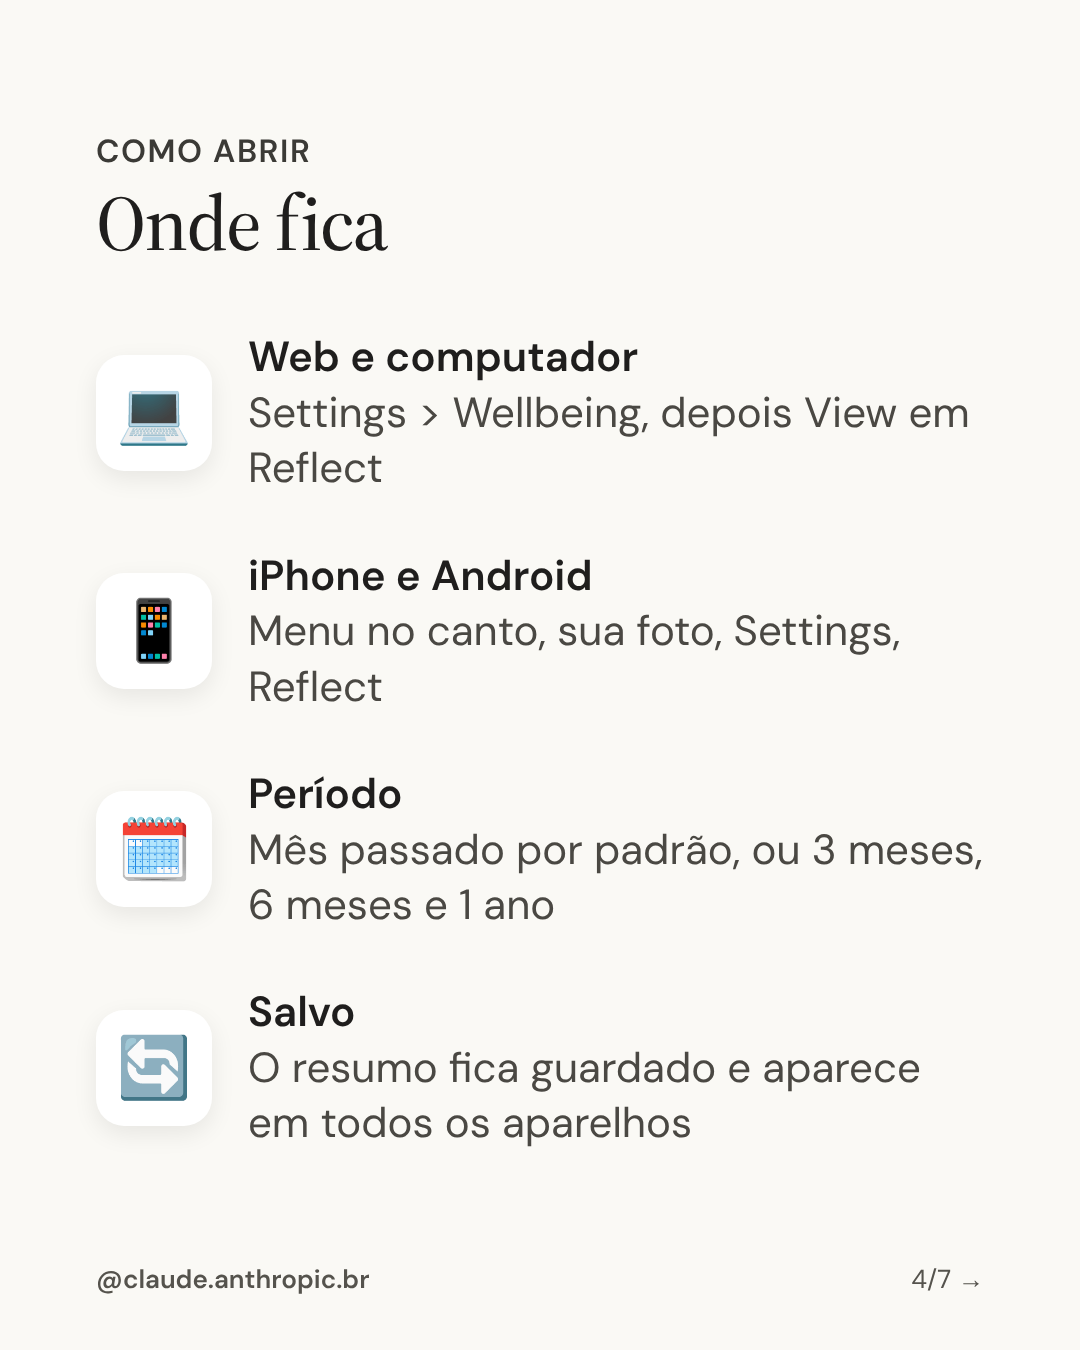 COMO ABRIR
Onde fica
Web e computador
Settings > Wellbeing, depois View em
Reflect
iPhone e Android
Menu no canto, sua foto, Settings,
Reflect
Período
Mês passado por padrão, ou 3 meses,
6 meses e 1 ano
Salvo
O resumo fica guardado e aparece
em todos os aparelhos
@claude.anthropic.br
4/7 →